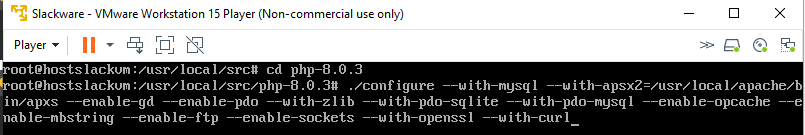 Slackware - VMware Workstation 15 Player (Non-commercial use only)
Player
root@hostslackvm:/usr/local/src# cd php-8.0.3
root@hostslackvm:/usr/local/src/php-8.0.3# ./configure --with-mysql --with-apsx2=/usr/local/apache/b
in/apxs --enable-gd --enable-pdo --with-zlib --with-pdo-sqlite --with-pdo-mysql --enable-opcache --e
nable-mbstring --enable-ftp --enable-sockets --with-openssl --with-curl_